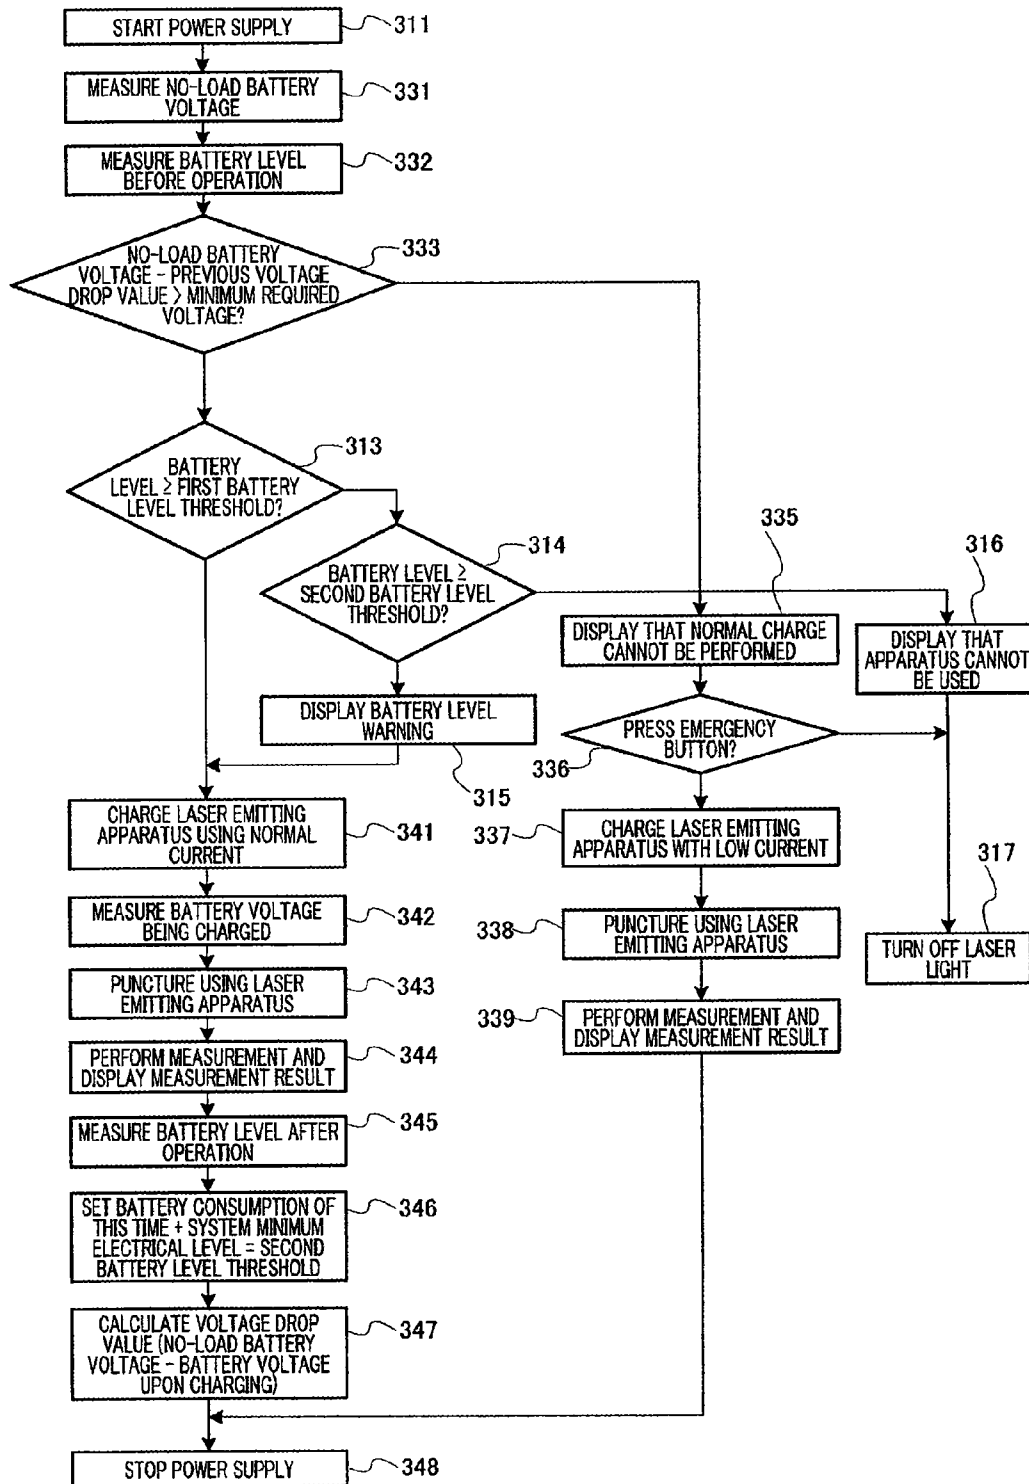 START POWER SUPPLY
311
MEASURE NO-LOAD BATTERY
VOLTAGE
331
MEASURE BATTERY LEVEL
BEFORE OPERATION
332
NO-LOAD BATTERY
VOLTAGE - PREVIOUS VOLTAGE
DROP VALUE > MINIMUM REQUIRED
VOLTAGE?
333
BATTERY
LEVEL ≥ FIRST BATTERY
LEVEL THRESHOLD?
313
BATTERY LEVEL ≥
SECOND BATTERY LEVEL
THRESHOLD?
314
DISPLAY THAT NORMAL CHARGE
CANNOT BE PERFORMED
335
DISPLAY THAT
APPARATUS CANNOT
BE USED
316
DISPLAY BATTERY LEVEL
WARNING
315
PRESS EMERGENCY
BUTTON?
336
CHARGE LASER EMITTING
APPARATUS USING NORMAL
CURRENT
341
CHARGE LASER EMITTING
APPARATUS WITH LOW CURRENT
337
MEASURE BATTERY VOLTAGE
BEING CHARGED
342
PUNCTURE USING LASER
EMITTING APPARATUS
338
TURN OFF LASER
LIGHT
317
PUNCTURE USING LASER
EMITTING APPARATUS
343
PERFORM MEASUREMENT AND
DISPLAY MEASUREMENT RESULT
339
PERFORM MEASUREMENT AND
DISPLAY MEASUREMENT RESULT
344
MEASURE BATTERY LEVEL AFTER
OPERATION
345
SET BATTERY CONSUMPTION OF
THIS TIME + SYSTEM MINIMUM
ELECTRICAL LEVEL = SECOND
BATTERY LEVEL THRESHOLD
346
CALCULATE VOLTAGE DROP
VALUE (NO-LOAD BATTERY
VOLTAGE - BATTERY VOLTAGE
UPON CHARGING)
347
STOP POWER SUPPLY
348